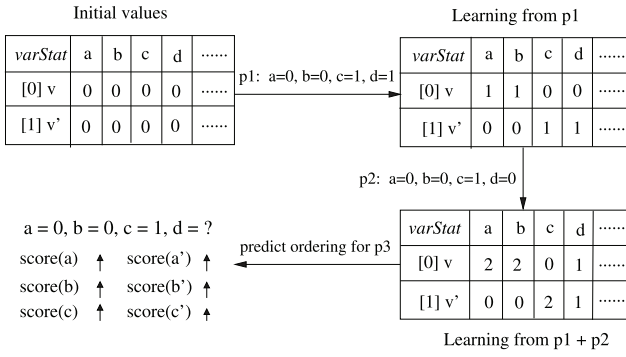 Initial values
varStat a b c d ......
[0] v 0 0 0 0 ......
[1] v' 0 0 0 0 ......
p1: a=0, b=0, c=1, d=1
Learning from p1
varStat a b c d ......
[0] v 1 1 0 0 ......
[1] v' 0 0 1 1 ......
p2: a=0, b=0, c=1, d=0
varStat a b c d ......
[0] v 2 2 0 1 ......
[1] v' 0 0 2 1 ......
Learning from p1 + p2
predict ordering for p3
a = 0, b = 0, c = 1, d = ?
score(a) score(a')
score(b) score(b')
score(c) score(c')